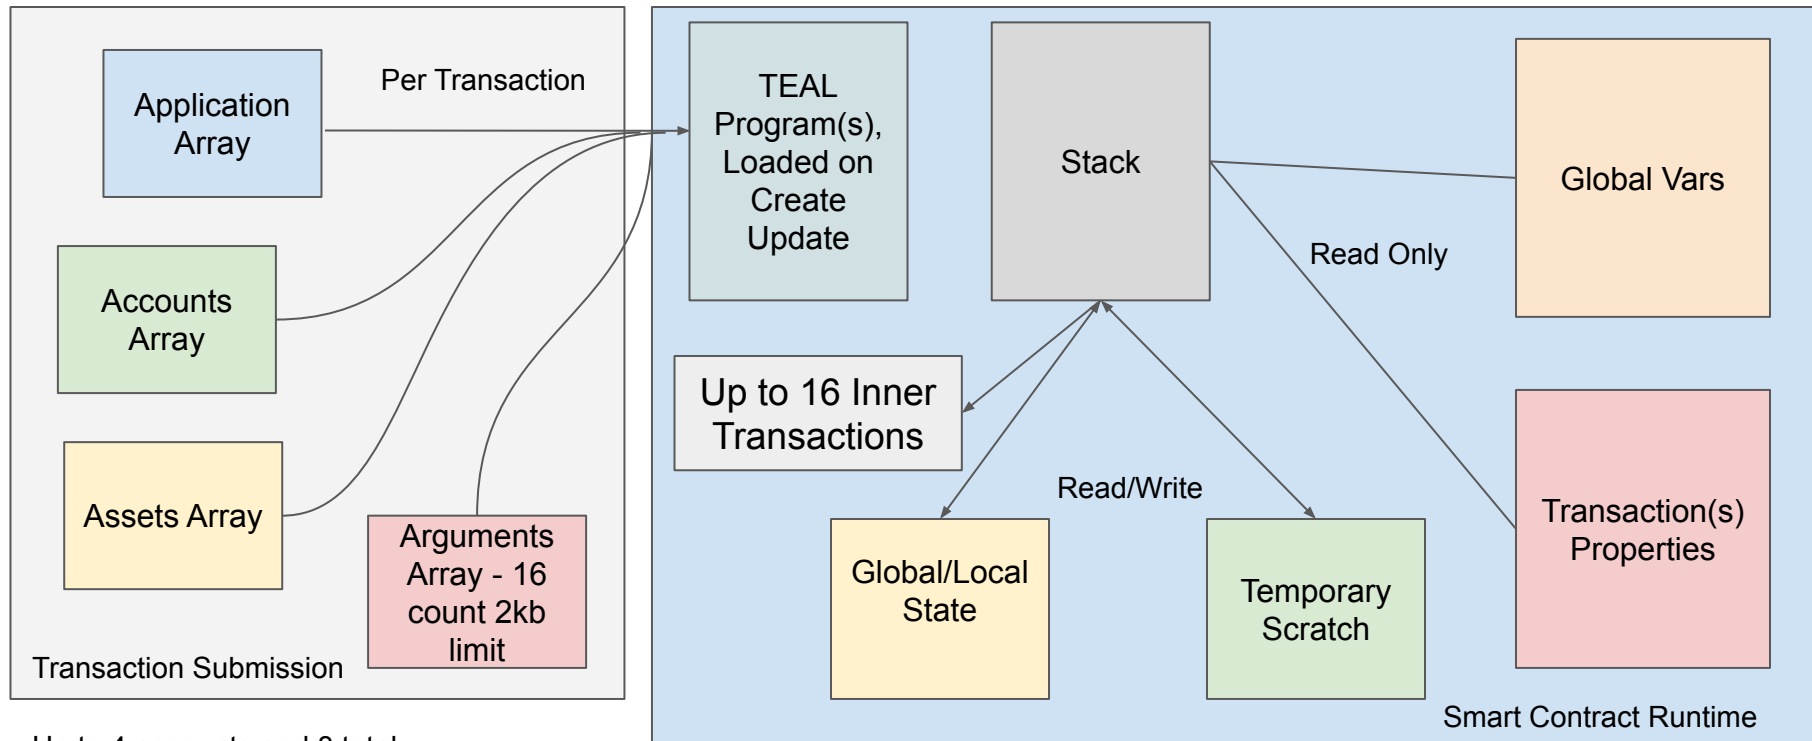 Application
Array
Per Transaction
Accounts
Array
Assets Array
Arguments
Array - 16
count 2kb
limit
Transaction Submission
TEAL
Program(s),
Loaded on
Create
Update
Stack
Global Vars
Read Only
Up to 16 Inner
Transactions
Read/Write
Global/Local
State
Temporary
Scratch
Transaction(s)
Properties
Smart Contract Runtime